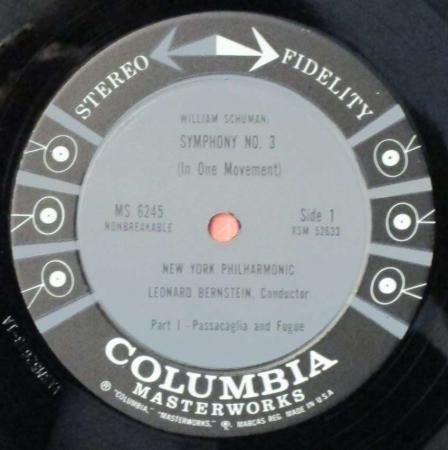 STEREO FIDELITY
WILLIAM SCHUMAN:
SYMPHONY NO. 3
(In One Movement)
MS 6245
NONBREAKABLE
Side 1
XSM 52633
NEW YORK PHILHARMONIC
LEONARD BERNSTEIN, Conductor
Part I - Passacaglia and Fugue
COLUMBIA
MASTERWORKS
® "COLUMBIA," "MASTERWORKS," ℗, MARCAS REG. MADE IN U.S.A